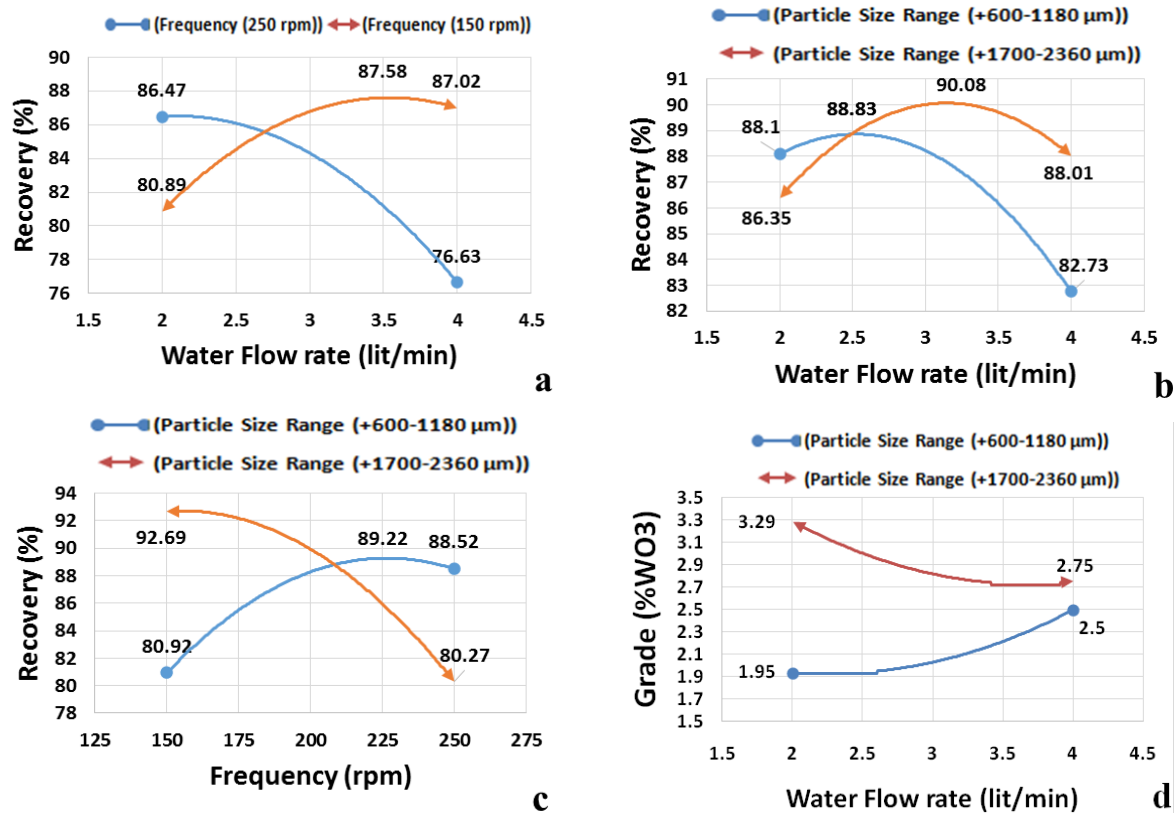 (Frequency (250 rpm)) (Frequency (150 rpm))
90
88
86
84
82
80
78
76
Recovery (%)
86.47
80.89
87.58
87.02
76.63
1.5 2 2.5 3 3.5 4 4.5
Water Flow rate (lit/min)
a
(Particle Size Range (+600-1180 µm))
(Particle Size Range (+1700-2360 µm))
91
90
89
88
87
86
85
84
83
82
Recovery (%)
88.1
86.35
88.83
90.08
88.01
82.73
1.5 2 2.5 3 3.5 4 4.5
Water Flow rate (lit/min)
b
(Particle Size Range (+600-1180 µm))
(Particle Size Range (+1700-2360 µm))
94
92
90
88
86
84
82
80
78
Recovery (%)
92.69
80.92
89.22
88.52
80.27
125 150 175 200 225 250 275
Frequency (rpm)
c
(Particle Size Range (+600-1180 µm))
(Particle Size Range (+1700-2360 µm))
3.5
3.3
3.1
2.9
2.7
2.5
2.3
2.1
1.9
1.7
1.5
Grade (%WO3)
3.29
1.95
2.75
2.5
1.5 2 2.5 3 3.5 4 4.5
Water Flow rate (lit/min)
d